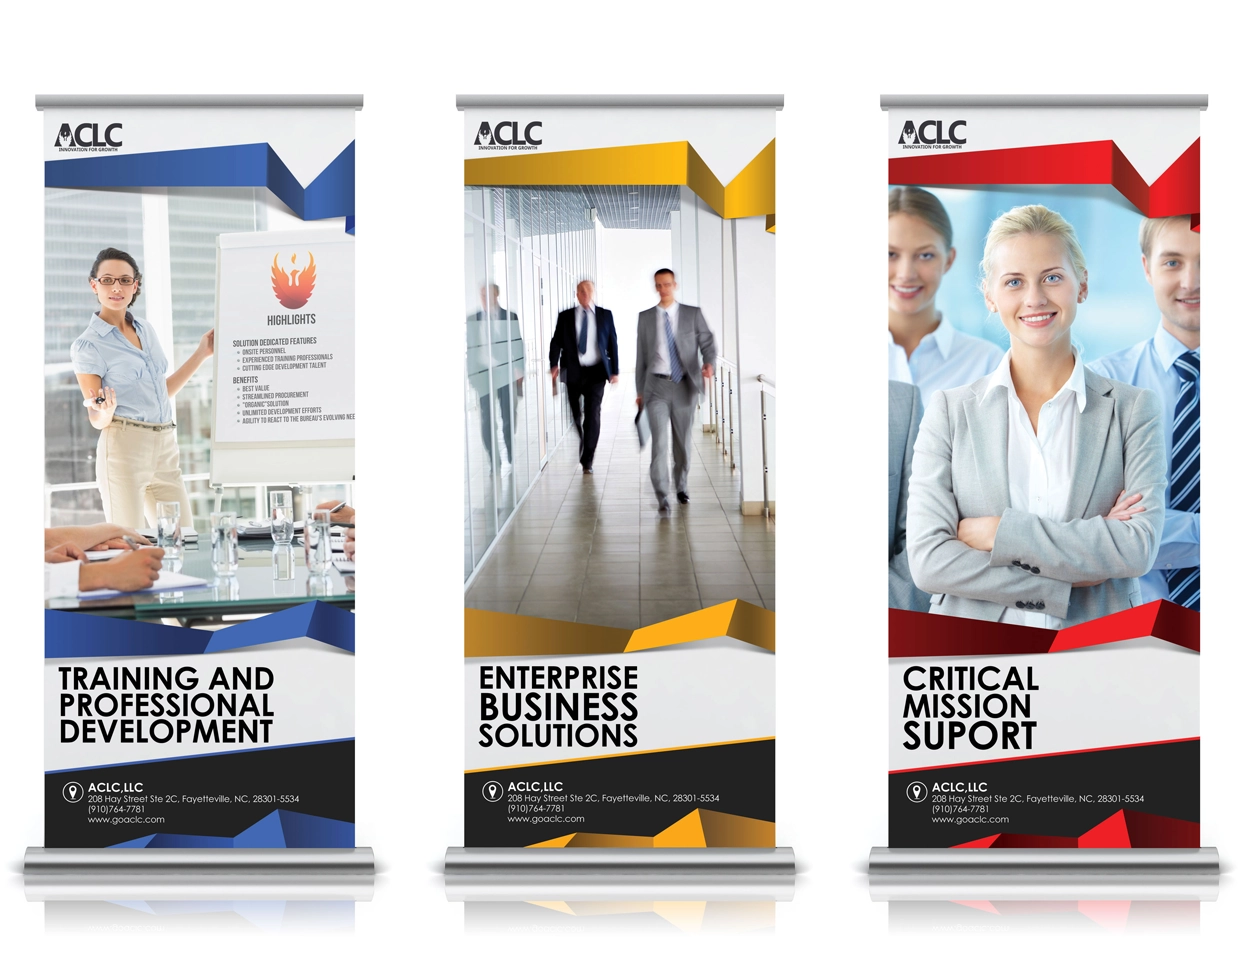 ACLC
INNOVATION FOR GROWTH
HIGHLIGHTS
SOLUTION DEDICATED FEATURES
ONSITE PERSONNEL
EXPERIENCED TRAINING PROFESSIONALS
CUTTING EDGE DEVELOPMENT TALENT
BENEFITS
BEST VALUE
STREAMLINED PROCUREMENT
"ORGANIC"SOLUTION
UNLIMITED DEVELOPMENT EFFORTS
ABILITY TO REACT TO THE BUREAU'S EVOLVING NEE
TRAINING AND
PROFESSIONAL
DEVELOPMENT
ACLC,LLC
208 Hay Street Ste 2C, Fayetteville, NC, 28301-5534
(910)764-7781
www.goaclc.com
ACLC
INNOVATION FOR GROWTH
ENTERPRISE
BUSINESS
SOLUTIONS
ACLC,LLC
208 Hay Street Ste 2C, Fayetteville, NC, 28301-5534
(910)764-7781
www.goaclc.com
ACLC
INNOVATION FOR GROWTH
CRITICAL
MISSION
SUPORT
ACLC,LLC
208 Hay Street Ste 2C, Fayetteville, NC, 28301-5534
(910)764-7781
www.goaclc.com